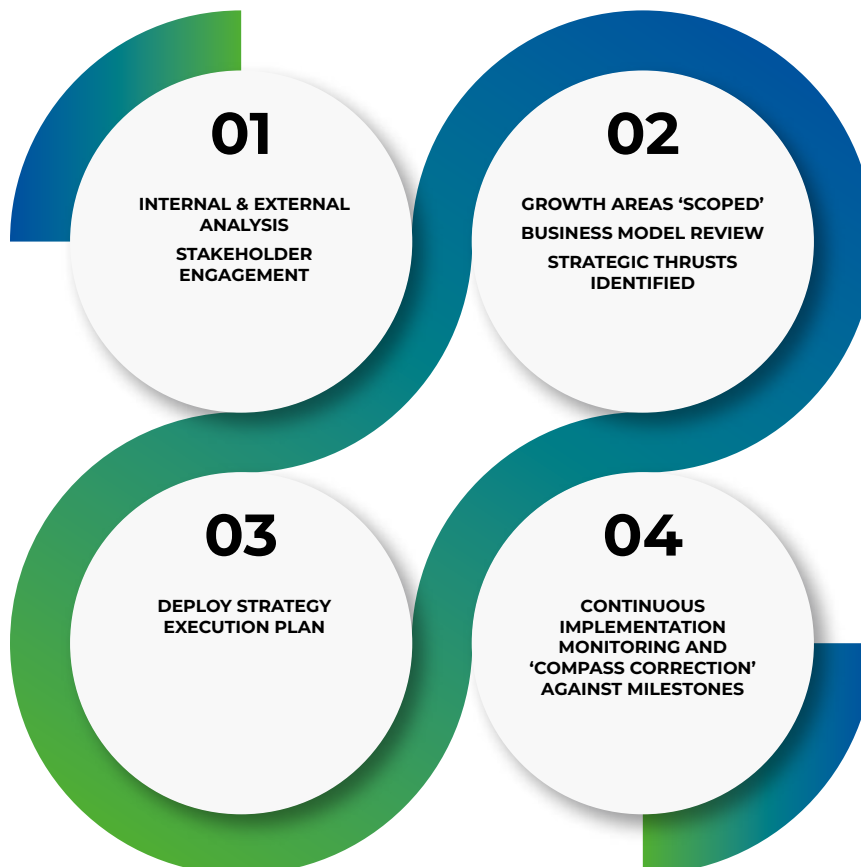 01
INTERNAL & EXTERNAL
ANALYSIS
STAKEHOLDER
ENGAGEMENT
02
GROWTH AREAS ‘SCOPED’
BUSINESS MODEL REVIEW
STRATEGIC THRUSTS
IDENTIFIED
03
DEPLOY STRATEGY
EXECUTION PLAN
04
CONTINUOUS
IMPLEMENTATION
MONITORING AND
‘COMPASS CORRECTION’
AGAINST MILESTONES